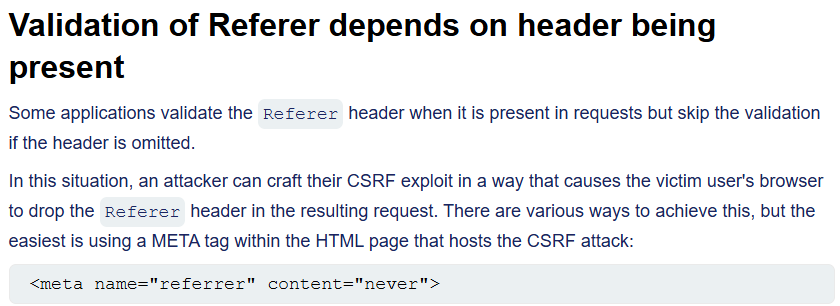 Validation of Referer depends on header being
present
Some applications validate the Referer header when it is present in requests but skip the validation
if the header is omitted.
In this situation, an attacker can craft their CSRF exploit in a way that causes the victim user's browser
to drop the Referer header in the resulting request. There are various ways to achieve this, but the
easiest is using a META tag within the HTML page that hosts the CSRF attack:
<meta name="referrer" content="never">